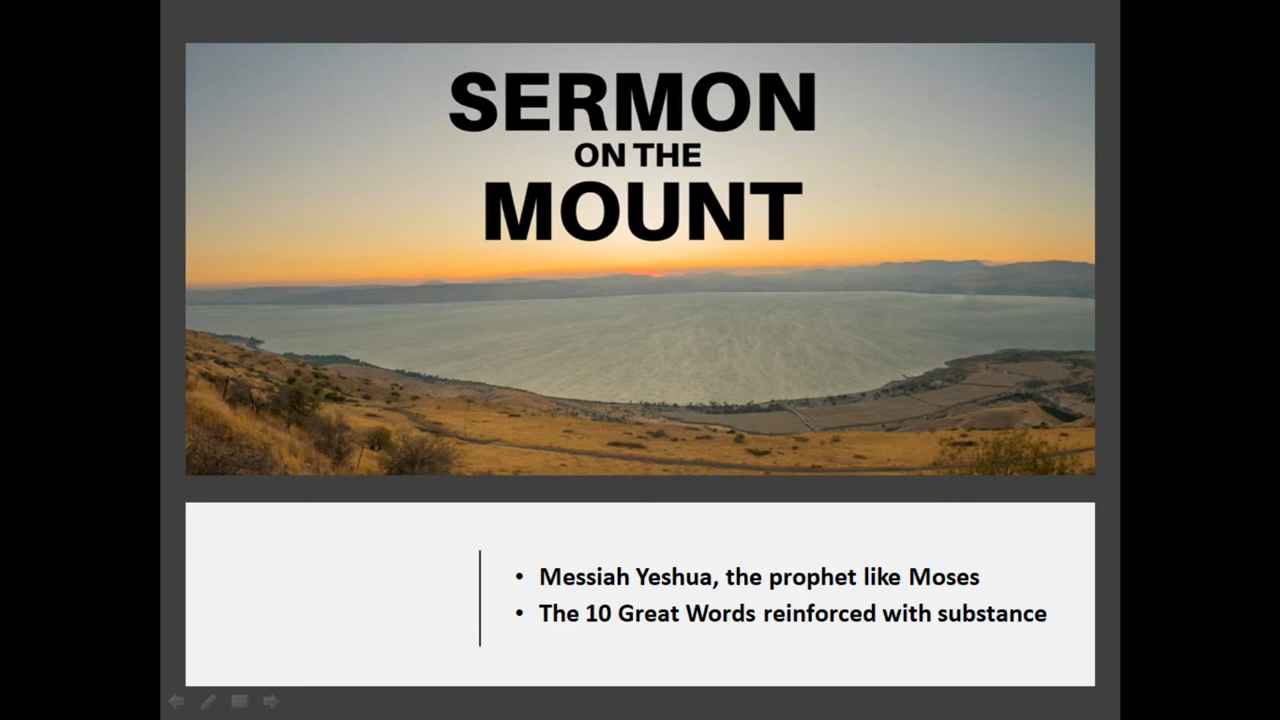 SERMON
ON THE
MOUNT
• Messiah Yeshua, the prophet like Moses
• The 10 Great Words reinforced with substance